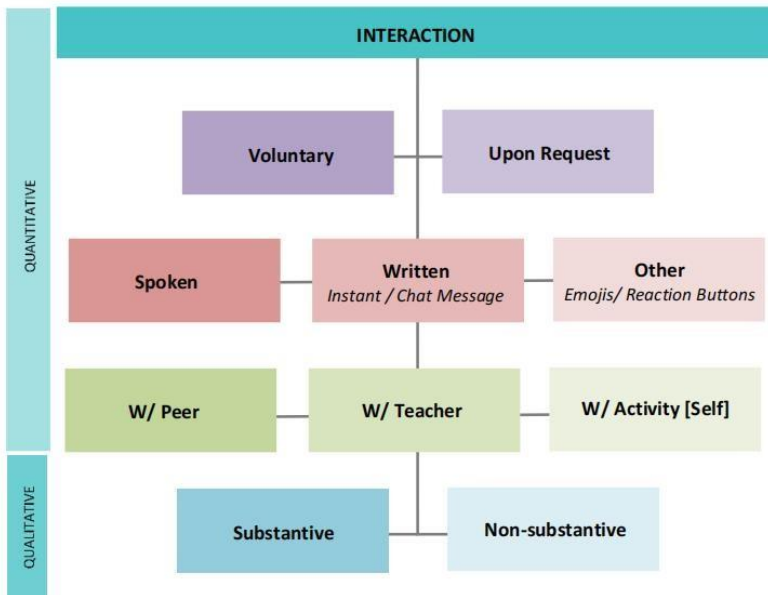 INTERACTION
QUANTITATIVE
Voluntary
Upon Request
Spoken
Written
Instant / Chat Message
Other
Emojis/ Reaction Buttons
W/ Peer
W/ Teacher
W/ Activity [Self]
QUALITATIVE
Substantive
Non-substantive